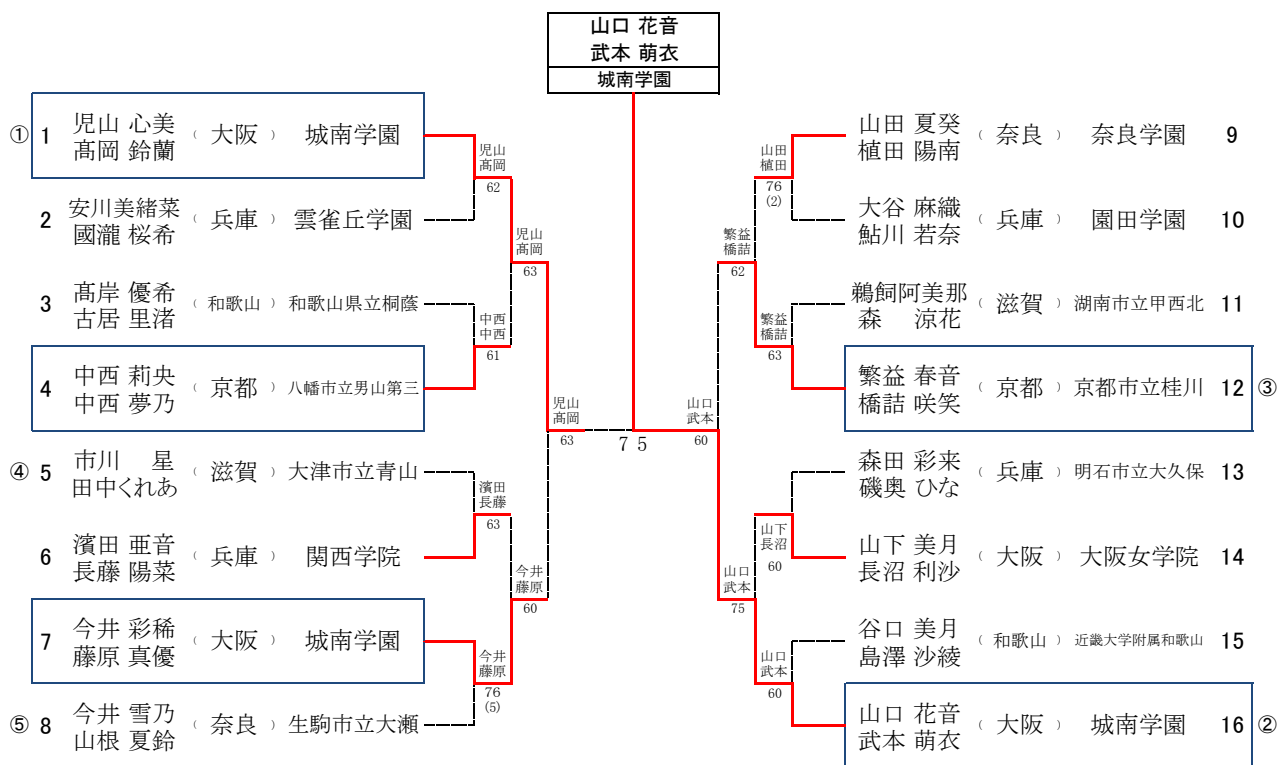 山口 花音
武本 萌衣
城南学園
① 1 児山 心美 髙岡 鈴蘭 (大阪) 城南学園
2 安川美緒菜 國瀧 桜希 (兵庫) 雲雀丘学園
3 髙岸 優希 古居 里渚 (和歌山) 和歌山県立桐蔭
4 中西 莉央 中西 夢乃 (京都) 八幡市立男山第三
④ 5 市川 星 田中くれあ (滋賀) 大津市立青山
6 濱田 亜音 長藤 陽菜 (兵庫) 関西学院
7 今井 彩稀 藤原 真優 (大阪) 城南学園
⑤ 8 今井 雪乃 山根 夏鈴 (奈良) 生駒市立大瀬
児山 髙岡 62
中西 中西 61
濱田 長藤 63
今井 藤原 76 (5)
児山 髙岡 63
今井 藤原 60
児山 髙岡 63
7 5
山口 武本 60
繁益 橋詰 62
山口 武本 75
山田 植田 76 (2)
繁益 橋詰 63
山下 長沼 60
山口 武本 60
山田 夏癸 植田 陽南 (奈良) 奈良学園 9
大谷 麻織 鮎川 若奈 (兵庫) 園田学園 10
鵜飼阿美那 森 涼花 (滋賀) 湖南市立甲西北 11
繁益 春音 橋詰 咲笑 (京都) 京都市立桂川 12 ③
森田 彩来 磯奥 ひな (兵庫) 明石市立大久保 13
山下 美月 長沼 利沙 (大阪) 大阪女学院 14
谷口 美月 島澤 沙綾 (和歌山) 近畿大学附属和歌山 15
山口 花音 武本 萌衣 (大阪) 城南学園 16 ②